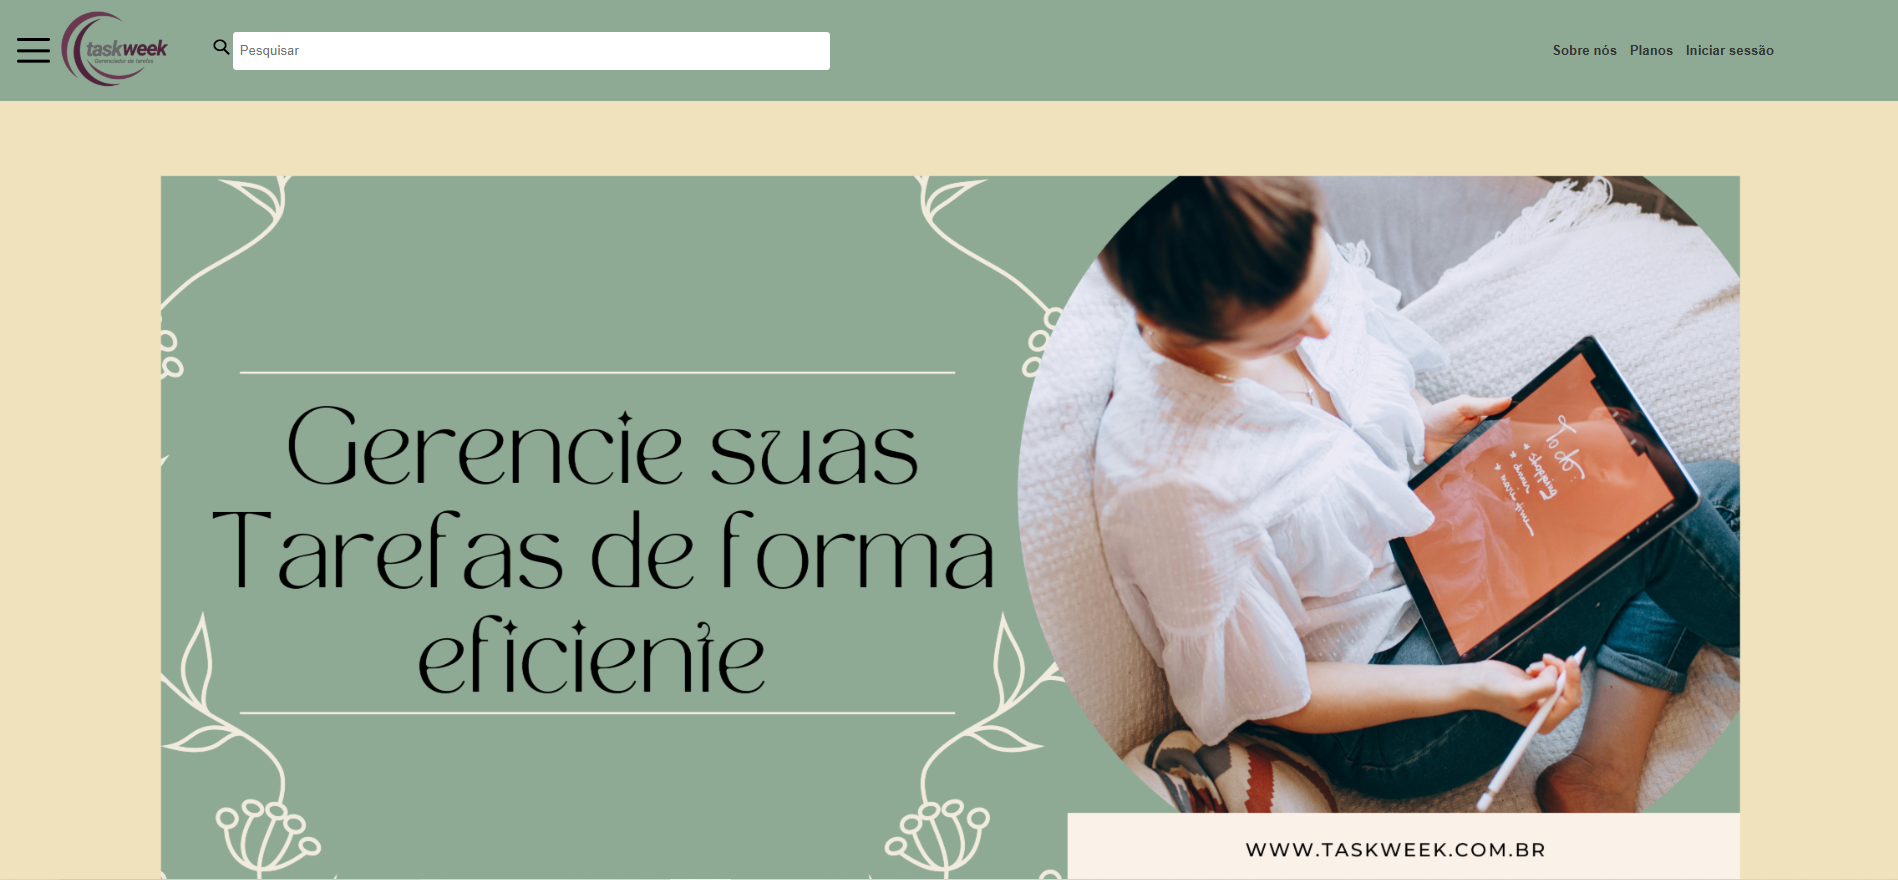 taskweek
Gerenciador de tarefas
Pesquisar
Sobre nós Planos Iniciar sessão
Gerencie suas
Tarefas de forma
eficiente
To do:
* shopping
* dinner
* movie time
WWW.TASKWEEK.COM.BR